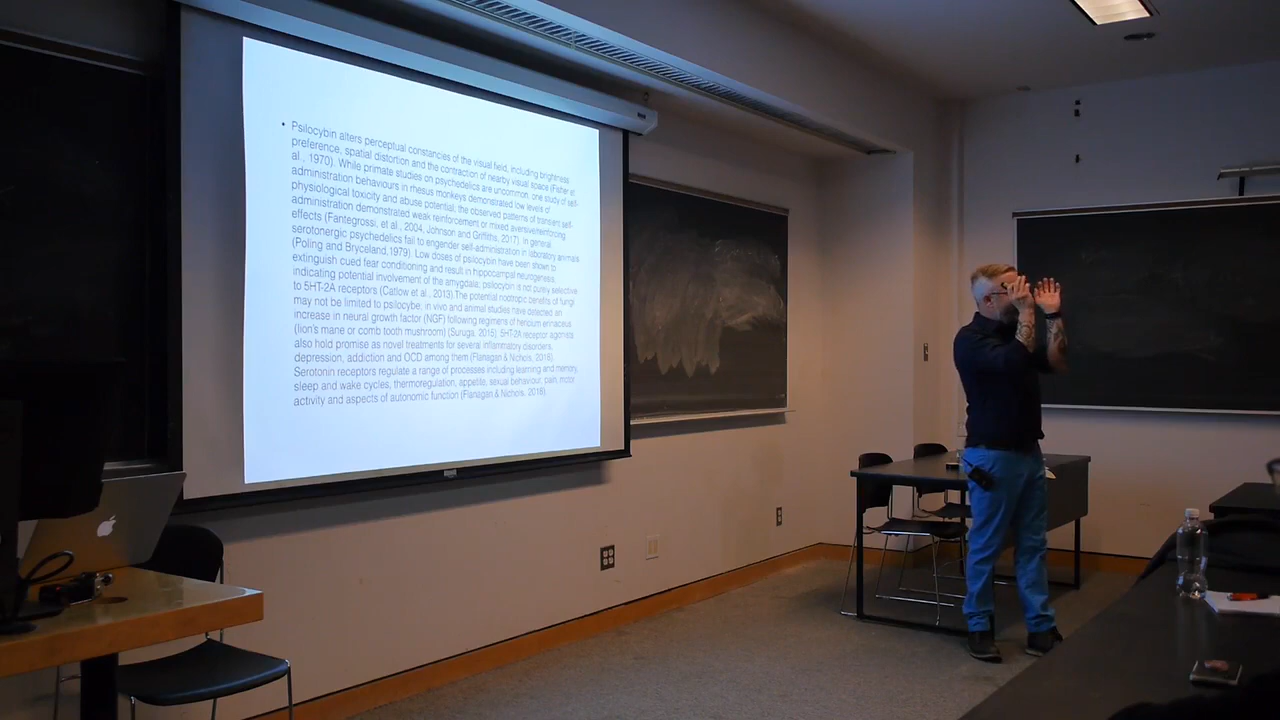 • Psilocybin alters perceptual constancies of the visual field, including brightness
preference, spatial distortion and the contraction of nearby visual space (Fisher et
al., 1970). While primate studies on psychedelics are uncommon, one study of self-
administration behaviours in rhesus monkeys demonstrated low levels of
physiological toxicity and abuse potential, the observed patterns of transient self-
administration demonstrated weak reinforcement or mixed aversive/reinforcing
effects (Fantegrossi, et al., 2004, Johnson and Griffiths, 2017). In general
serotonergic psychedelics fail to engender self-administration in laboratory animals
(Poling and Bryceland,1979). Low doses of psilocybin have been shown to
extinguish cued fear conditioning and result in hippocampal neurogenesis,
indicating potential involvement of the amygdala, psilocybin is not purely selective
to 5HT-2A receptors (Catlow et al., 2013).The potential nootropic benefits of fungi
may not be limited to psilocybe, in vivo and animal studies have detected an
increase in neural growth factor (NGF) following regimens of hericium erinaceus
(lion's mane or comb tooth mushroom) (Suruga, 2015). 5HT-2A receptor agonists
also hold promise as novel treatments for several inflammatory disorders,
depression, addiction and OCD among them (Flanagan & Nichols, 2018).
Serotonin receptors regulate a range of processes including learning and memory,
sleep and wake cycles, thermoregulation, appetite, sexual behaviour, pain, motor
activity and aspects of autonomic function (Flanagan & Nichols, 2018).